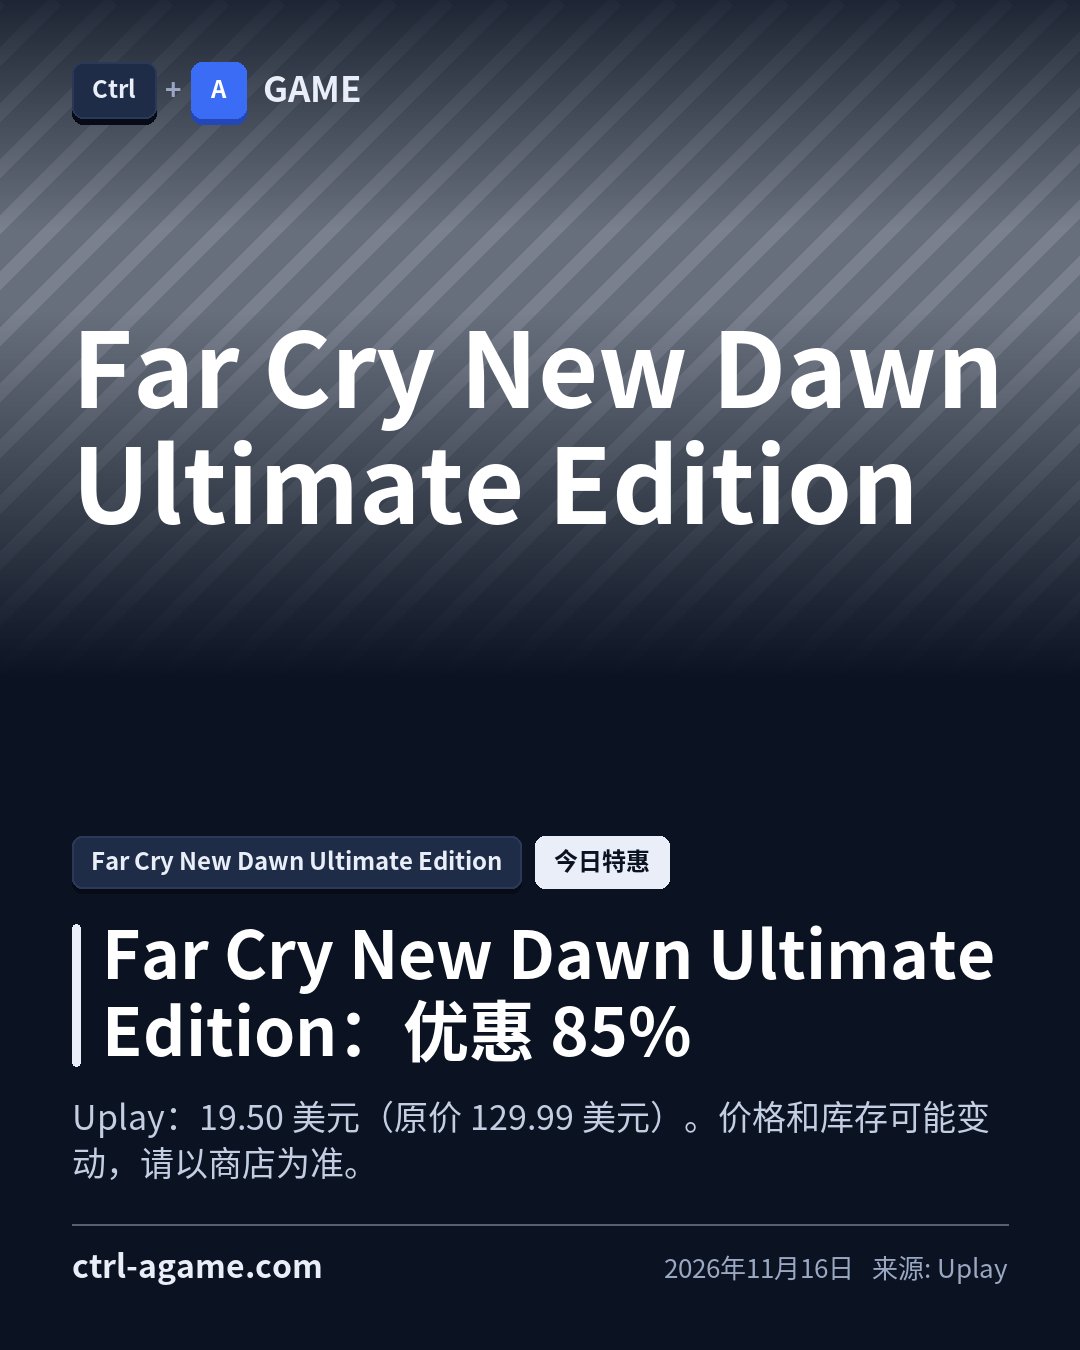 Ctrl + A GAME
Far Cry New Dawn
Ultimate Edition
Far Cry New Dawn Ultimate Edition 今日特惠
Far Cry New Dawn Ultimate
Edition：优惠 85%
Uplay：19.50 美元（原价 129.99 美元）。价格和库存可能变
动，请以商店为准。
ctrl-agame.com 2026年11月16日 来源: Uplay